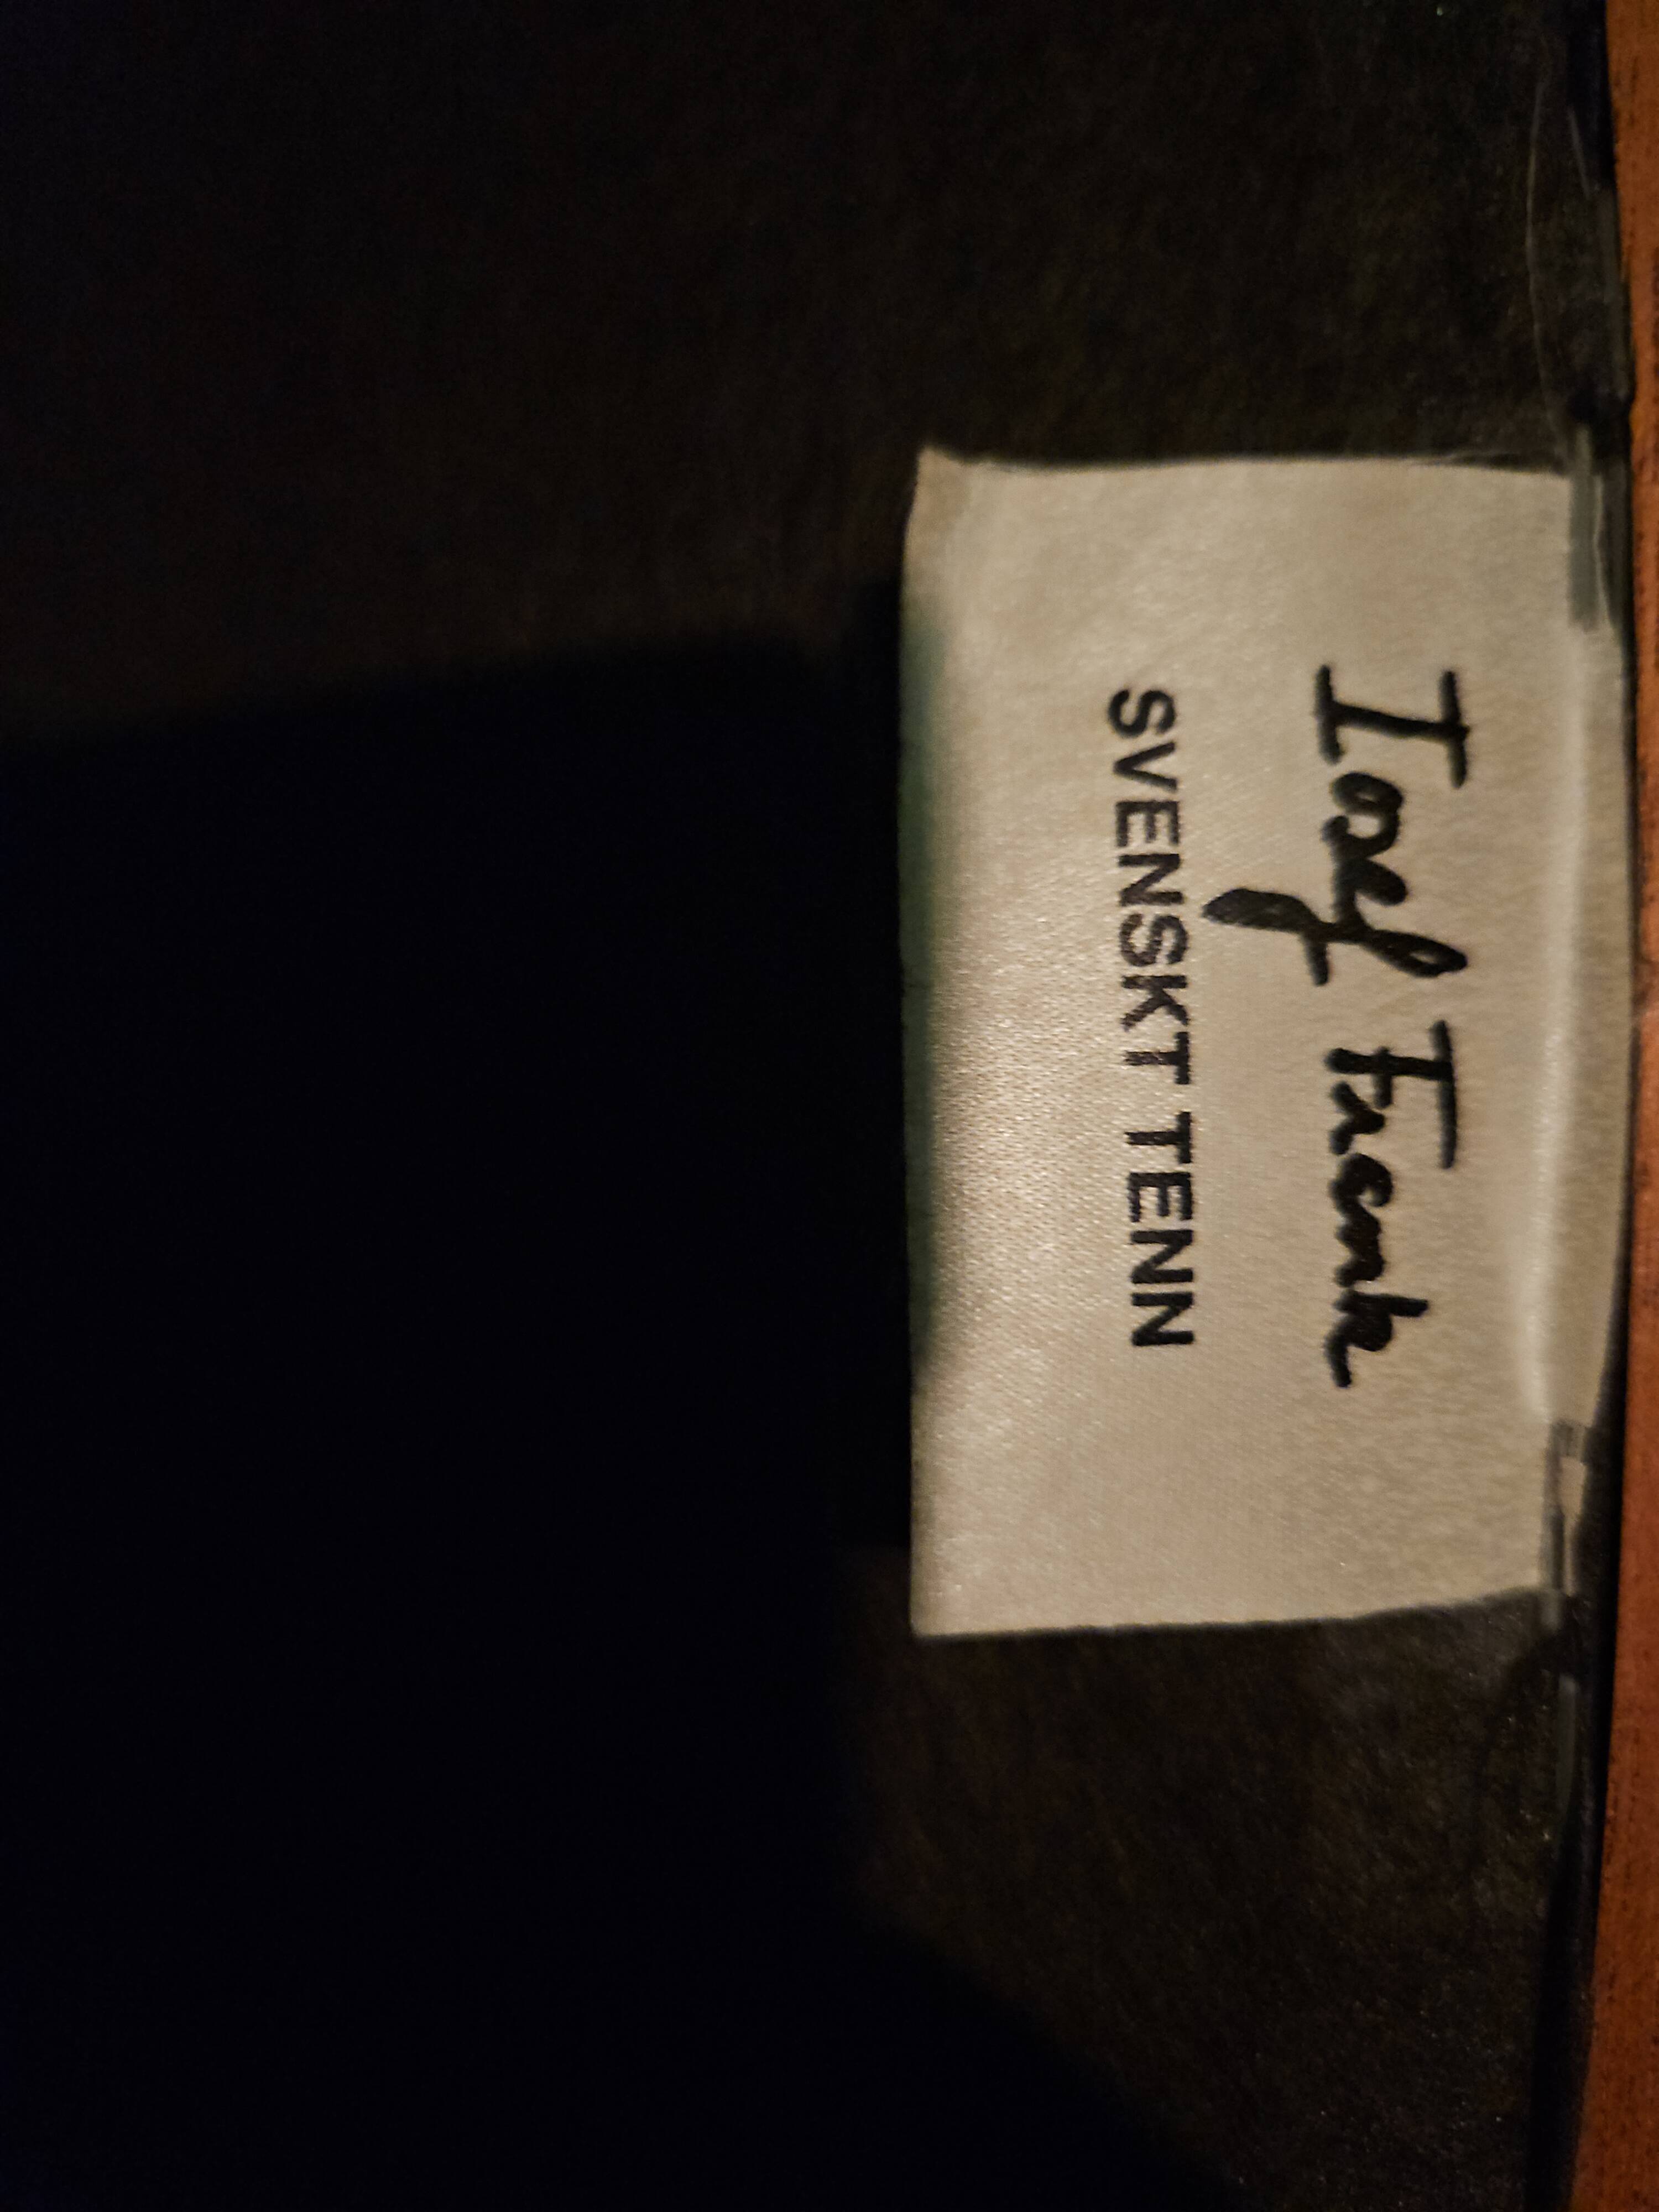 Josef Frank
SVENSKT TENN